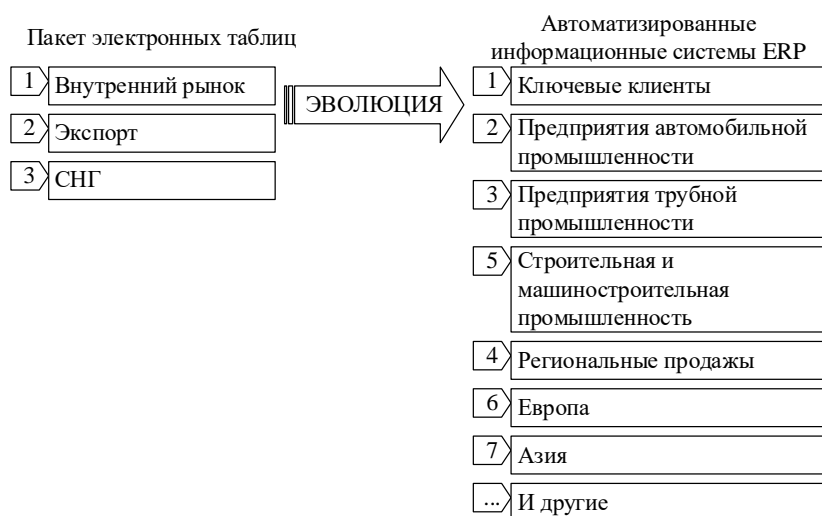 Пакет электронных таблиц
1 Внутренний рынок
2 Экспорт
3 СНГ
ЭВОЛЮЦИЯ
Автоматизированные
информационные системы ERP
1 Ключевые клиенты
2 Предприятия автомобильной
промышленности
3 Предприятия трубной
промышленности
5 Строительная и
машиностроительная
промышленность
4 Региональные продажы
6 Европа
7 Азия
... И другие